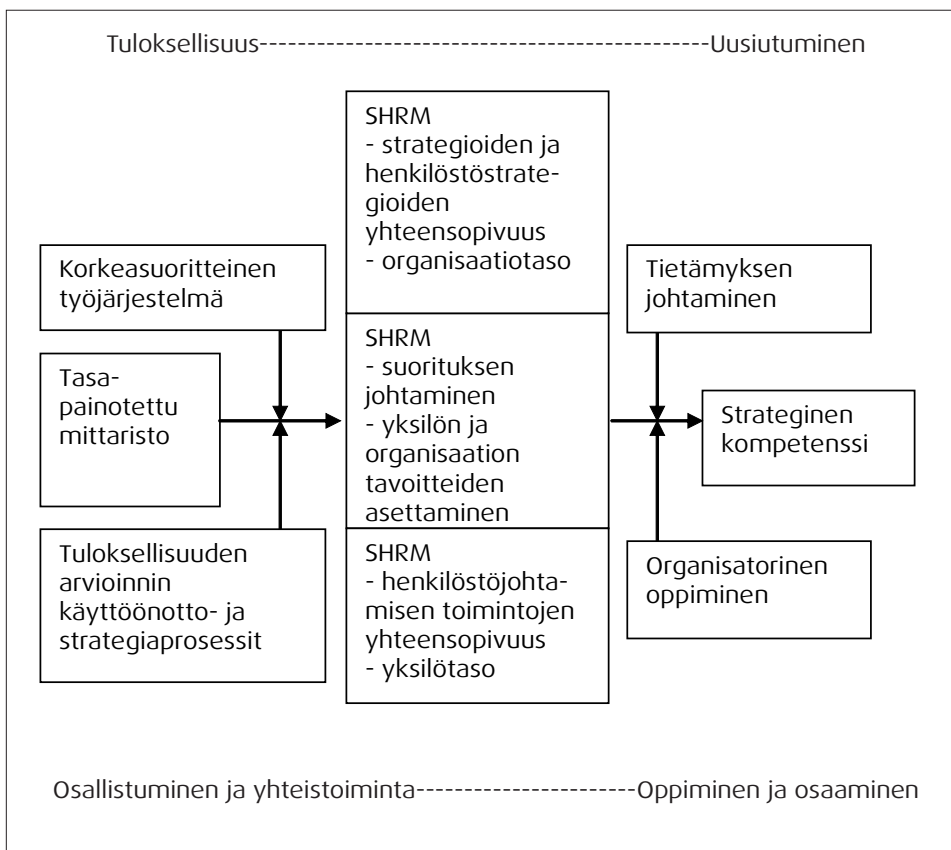 Tuloksellisuus-----------------------------------------------Uusiutuminen
SHRM
- strategioiden ja
henkilöstöstrate-
gioiden
yhteensopivuus
- organisaatiotaso
Korkeasuoritteinen
työjärjestelmä
Tasa-
painotettu
mittaristo
Tuloksellisuuden
arvioinnin
käyttöönotto- ja
strategiaprosessit
SHRM
- suorituksen
johtaminen
- yksilön ja
organisaation
tavoitteiden
asettaminen
SHRM
- henkilöstöjohta-
misen toimintojen
yhteensopivuus
- yksilötaso
Tietämyksen
johtaminen
Strateginen
kompetenssi
Organisatorinen
oppiminen
Osallistuminen ja yhteistoiminta------------------------Oppiminen ja osaaminen